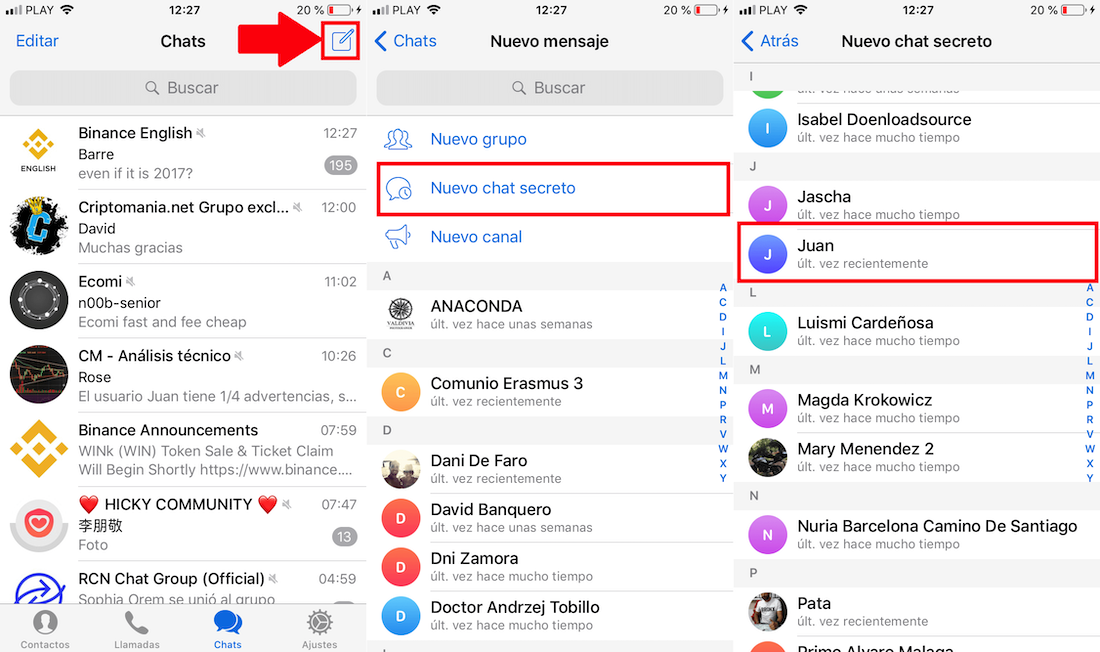 PLAY 12:27 20 %
Editar Chats
Buscar
Binance English 12:27
Barre
even if it is 2017? 195
ENGLISH
Criptomania.net Grupo excl... 12:00
David
Muchas gracias
Ecomi 11:02
n00b-senior
Ecomi fast and fee cheap
CM - Análisis técnico 10:26
Rose
El usuario Juan tiene 1/4 advertencias, s...
Binance Announcements 07:59
WINk (WIN) Token Sale & Ticket Claim
Will Begin Shortly https://www.binance....
❤️ HICKY COMMUNITY ❤️ 07:47
李朋敬
Foto 13
RCN Chat Group (Official) 04:59
Sophia Orem se unió al grupo
Contactos Llamadas Chats Ajustes
PLAY 12:27 20 %
Chats Nuevo mensaje
Buscar
Nuevo grupo
Nuevo chat secreto
Nuevo canal
A
ANACONDA
últ. vez hace unas semanas
VALDIVIA
C
C
Comunio Erasmus 3
últ. vez recientemente
D
Dani De Faro
últ. vez recientemente
D
David Banquero
últ. vez hace unas semanas
D
Dni Zamora
últ. vez hace mucho tiempo
D
Doctor Andrzej Tobillo
últ. vez hace mucho tiempo
A
C
D
I
J
L
M
N
P
R
V
W
X
Y
PLAY 12:27 20 %
Atrás Nuevo chat secreto
I
últ. vez hace unas semanas
I
Isabel Doenloadsource
últ. vez hace mucho tiempo
J
J
Jascha
últ. vez hace mucho tiempo
J
Juan
últ. vez recientemente
L
L
Luismi Cardeñosa
últ. vez hace mucho tiempo
M
M
Magda Krokowicz
últ. vez hace mucho tiempo
Mary Menendez 2
últ. vez hace mucho tiempo
N
N
Nuria Barcelona Camino De Santiago
últ. vez hace mucho tiempo
P
Pata
últ. vez recientemente
Primo Alvaro Malaga
A
C
D
I
J
L
M
N
P
R
V
W
X
Y